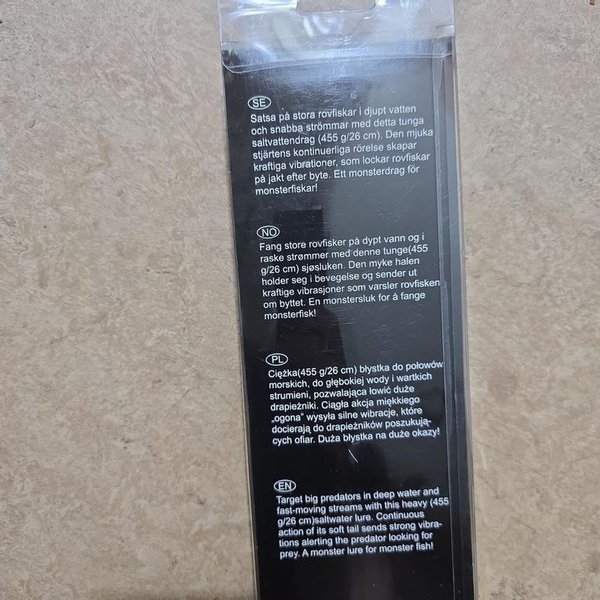 SE
Satsa på stora rovfiskar i djupt vatten
och snabba strömmar med detta tunga
saltvattendrag (455 g/26 cm). Den mjuka
stjärtens kontinuerliga rörelse skapar
kraftiga vibrationer, som lockar rovfiskar
på jakt efter byte. Ett monsterdrag för
monsterfiskar!
NO
Fang store rovfisker på dypt vann og i
raske strømmer med denne tunge(455
g/26 cm) sjøsluken. Den myke halen
holder seg i bevegelse og sender ut
kraftige vibrasjoner som varsler rovfisken
om byttet. En monstersluk for å fange
monsterfisk!
PL
Ciężka(455 g/26 cm) błystka do połowów
morskich, do głębokiej wody i wartkich
strumieni, pozwalająca łowić duże
drapieżniki. Ciągła akcja miękkiego
„ogona” wysyła silne wibracje, które
docierają do drapieżników poszukują-
cych ofiar. Duża błystka na duże okazy!
EN
Target big predators in deep water and
fast-moving streams with this heavy (455
g/26 cm)saltwater lure. Continuous
action of its soft tail sends strong vibra-
tions alerting the predator looking for
prey. A monster lure for monster fish!